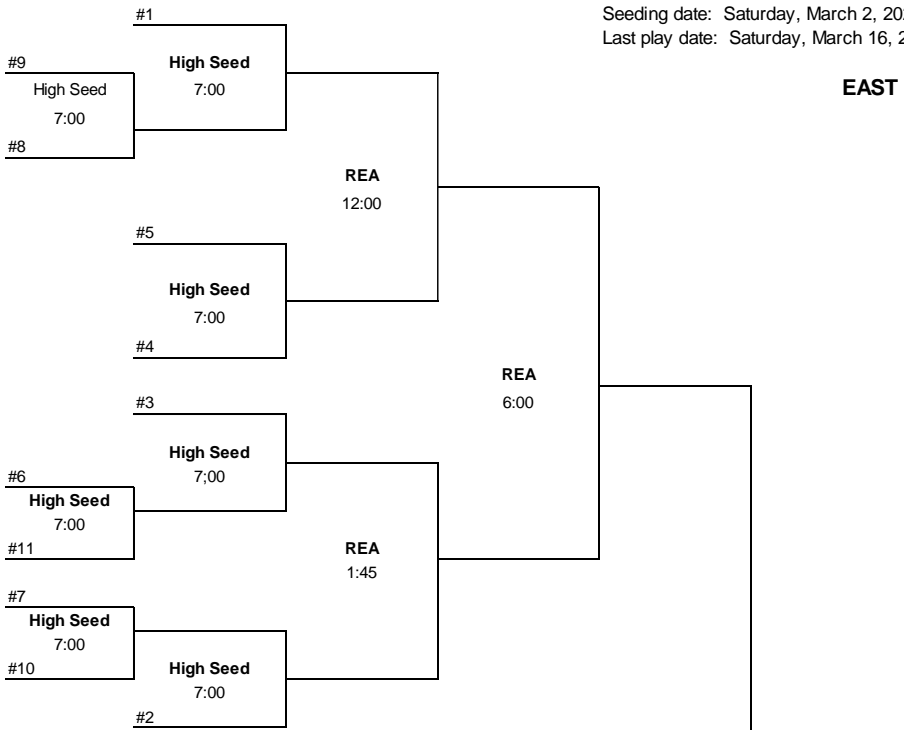 #1
Seeding date: Saturday, March 2, 20
Last play date: Saturday, March 16, 2
#9
High Seed
7:00
High Seed
7:00
EAST
#8
REA
12:00
#5
High Seed
7:00
#4
REA
6:00
#3
High Seed
7;00
#6
High Seed
7:00
#11
REA
1:45
#7
High Seed
7:00
#10
High Seed
7:00
#2